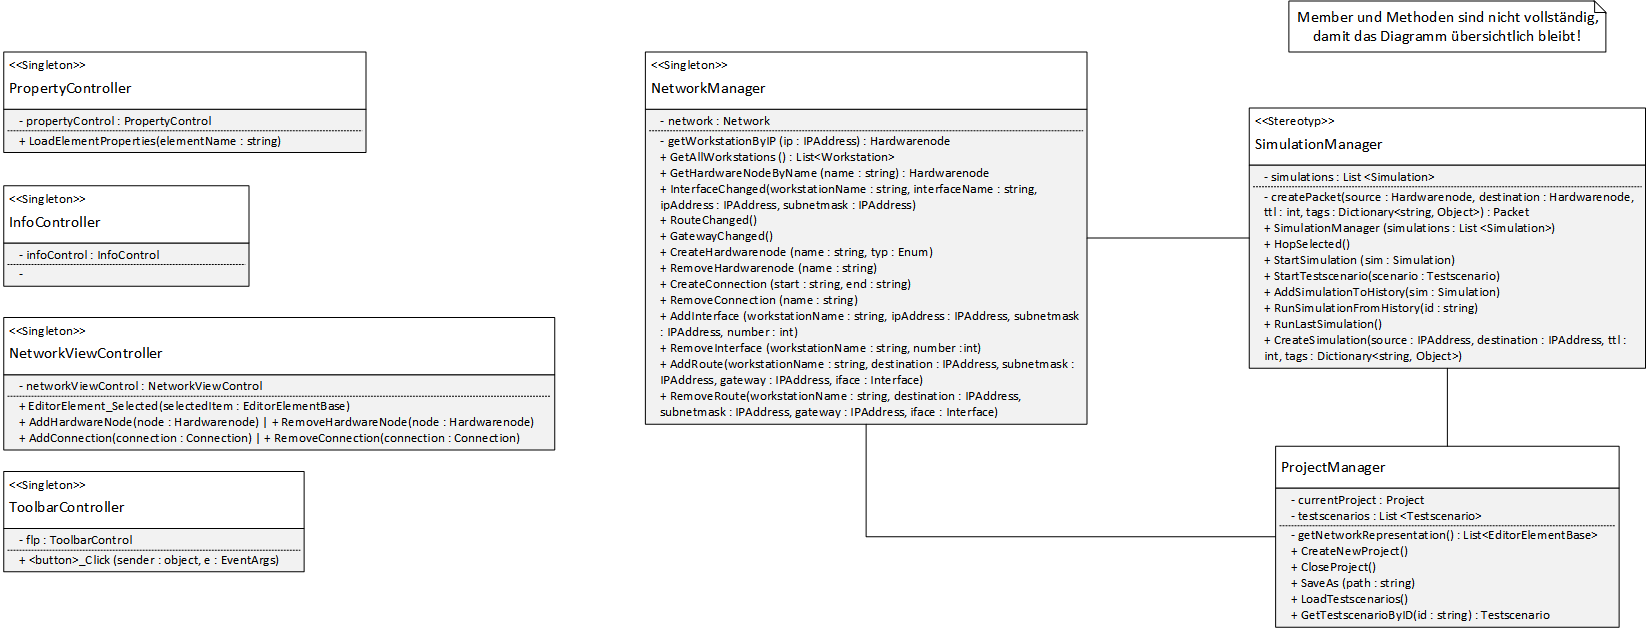 Member und Methoden sind nicht vollständig,
damit das Diagramm übersichtlich bleibt!
<<Singleton>>
PropertyController
- propertyControl : PropertyControl
+ LoadElementProperties(elementName : string)
<<Singleton>>
InfoController
- infoControl : InfoControl
-
<<Singleton>>
NetworkViewController
- networkViewControl : NetworkViewControl
+ EditorElement_Selected(selectedItem : EditorElementBase)
+ AddHardwareNode(node : Hardwarenode) | + RemoveHardwareNode(node : Hardwarenode)
+ AddConnection(connection : Connection) | + RemoveConnection(connection : Connection)
<<Singleton>>
ToolbarController
- flp : ToolbarControl
+ <button>_Click (sender : object, e : EventArgs)
<<Singleton>>
NetworkManager
- network : Network
- getWorkstationByIP (ip : IPAddress) : Hardwarenode
+ GetAllWorkstations () : List<Workstation>
+ GetHardwareNodeByName (name : string) : Hardwarenode
+ InterfaceChanged(workstationName : string, interfaceName : string,
ipAddress : IPAddress, subnetmask : IPAddress)
+ RouteChanged()
+ GatewayChanged()
+ CreateHardwarenode (name : string, typ : Enum)
+ RemoveHardwarenode (name : string)
+ CreateConnection (start : string, end : string)
+ RemoveConnection (name : string)
+ AddInterface (workstationName : string, ipAddress : IPAddress, subnetmask
: IPAddress, number : int)
+ RemoveInterface (workstationName : string, number :int)
+ AddRoute(workstationName : string, destination : IPAddress, subnetmask :
IPAddress, gateway : IPAddress, iface : Interface)
+ RemoveRoute(workstationName : string, destination : IPAddress,
subnetmask : IPAddress, gateway : IPAddress, iface : Interface)
<<Stereotyp>>
SimulationManager
- simulations : List <Simulation>
- createPacket(source : Hardwarenode, destination : Hardwarenode,
ttl : int, tags : Dictionary<string, Object>) : Packet
+ SimulationManager (simulations : List <Simulation>)
+ HopSelected()
+ StartSimulation (sim : Simulation)
+ StartTestscenario(scenario : Testscenario)
+ AddSimulationToHistory(sim : Simulation)
+ RunSimulationFromHistory(id : string)
+ RunLastSimulation()
+ CreateSimulation(source : IPAddress, destination : IPAddress, ttl :
int, tags : Dictionary<string, Object>)
ProjectManager
- currentProject : Project
- testscenarios : List <Testscenario>
- getNetworkRepresentation() : List<EditorElementBase>
+ CreateNewProject()
+ CloseProject()
+ SaveAs (path : string)
+ LoadTestscenarios()
+ GetTestscenarioByID(id : string) : Testscenario